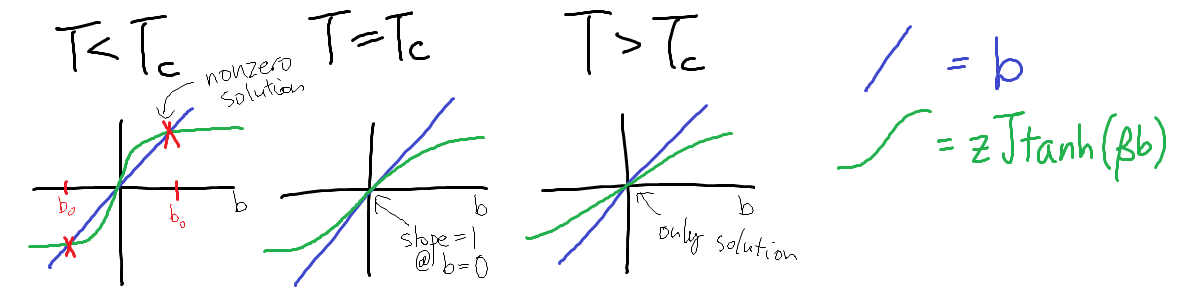 T < Tc
nonzero
solution
b₀
b₀
b
T = Tc
b
slope = 1
@ b = 0
T > Tc
b
only solution
= b
= zJtanh(βb)